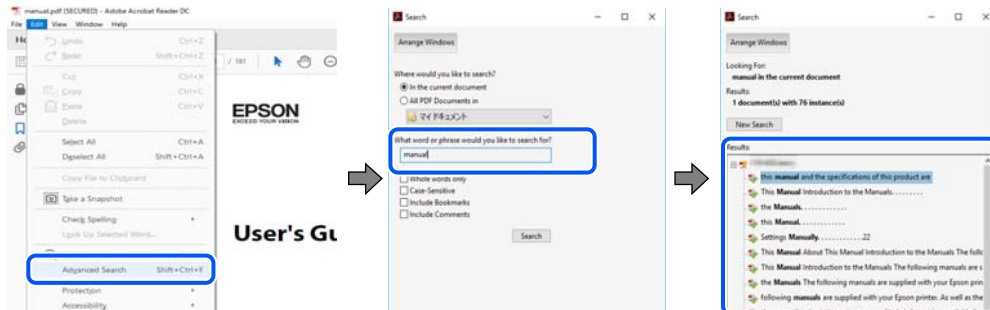 manual.pdf (SECURED) - Adobe Acrobat Reader DC
File Edit View Window Help
Undo Ctrl+Z
Shift+Ctrl+Z
Cut Ctrl+X
Copy Ctrl+C
Paste Ctrl+V
Delete
Select All Ctrl+A
Deselect All Shift+Ctrl+A
Copy File to Clipboard
Take a Snapshot
Check Spelling
Look Up Selected Word...
Advanced Search Shift+Ctrl+F
Protection
Accessibility
/ 191
EPSON
EXCEED YOUR VISION
User's Gu
Search
Arrange Windows
Where would you like to search?
In the current document
All PDF Documents in
マイ ドキュメント
What word or phrase would you like to search for?
manual
Whole words only
Case-Sensitive
Include Bookmarks
Include Comments
Search
Search
Arrange Windows
Looking For:
manual in the current document
Results:
1 document(s) with 76 instance(s)
New Search
Results:
this manual and the specifications of this product are
This Manual Introduction to the Manuals. . . . . . . . .
the Manuals. . . . . . . . . . . . .
this Manual. . . . . . . . . . . . .
Settings Manually. . . . . . . . . . . . .22
This Manual About This Manual Introduction to the Manuals The follo
This Manual Introduction to the Manuals The following manuals are s
the Manuals The following manuals are supplied with your Epson prin
following manuals are supplied with your Epson printer. As well as the